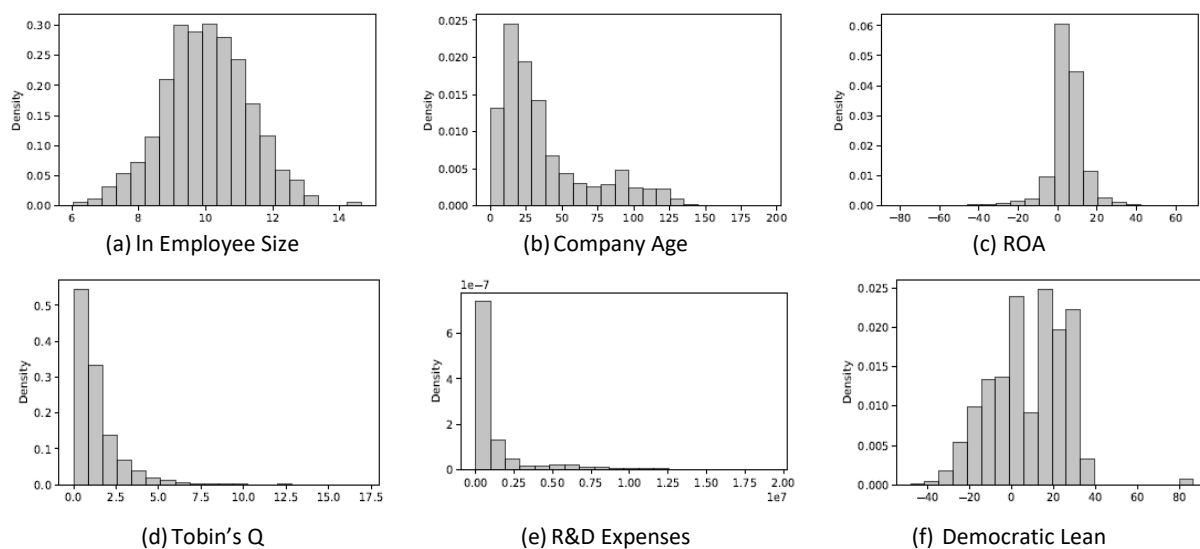 0.30
0.25
0.20
0.15
0.10
0.05
0.00
Density
6 8 10 12 14
(a) ln Employee Size
0.025
0.020
0.015
0.010
0.005
0.000
Density
0 25 50 75 100 125 150 175 200
(b) Company Age
0.06
0.05
0.04
0.03
0.02
0.01
0.00
Density
−80 −60 −40 −20 0 20 40 60
(c) ROA
0.5
0.4
0.3
0.2
0.1
0.0
Density
0.0 2.5 5.0 7.5 10.0 12.5 15.0 17.5
(d) Tobin’s Q
1e−7
6
4
2
0
Density
0.00 0.25 0.50 0.75 1.00 1.25 1.50 1.75 2.00
1e7
(e) R&D Expenses
0.025
0.020
0.015
0.010
0.005
0.000
Density
−40 −20 0 20 40 60 80
(f) Democratic Lean